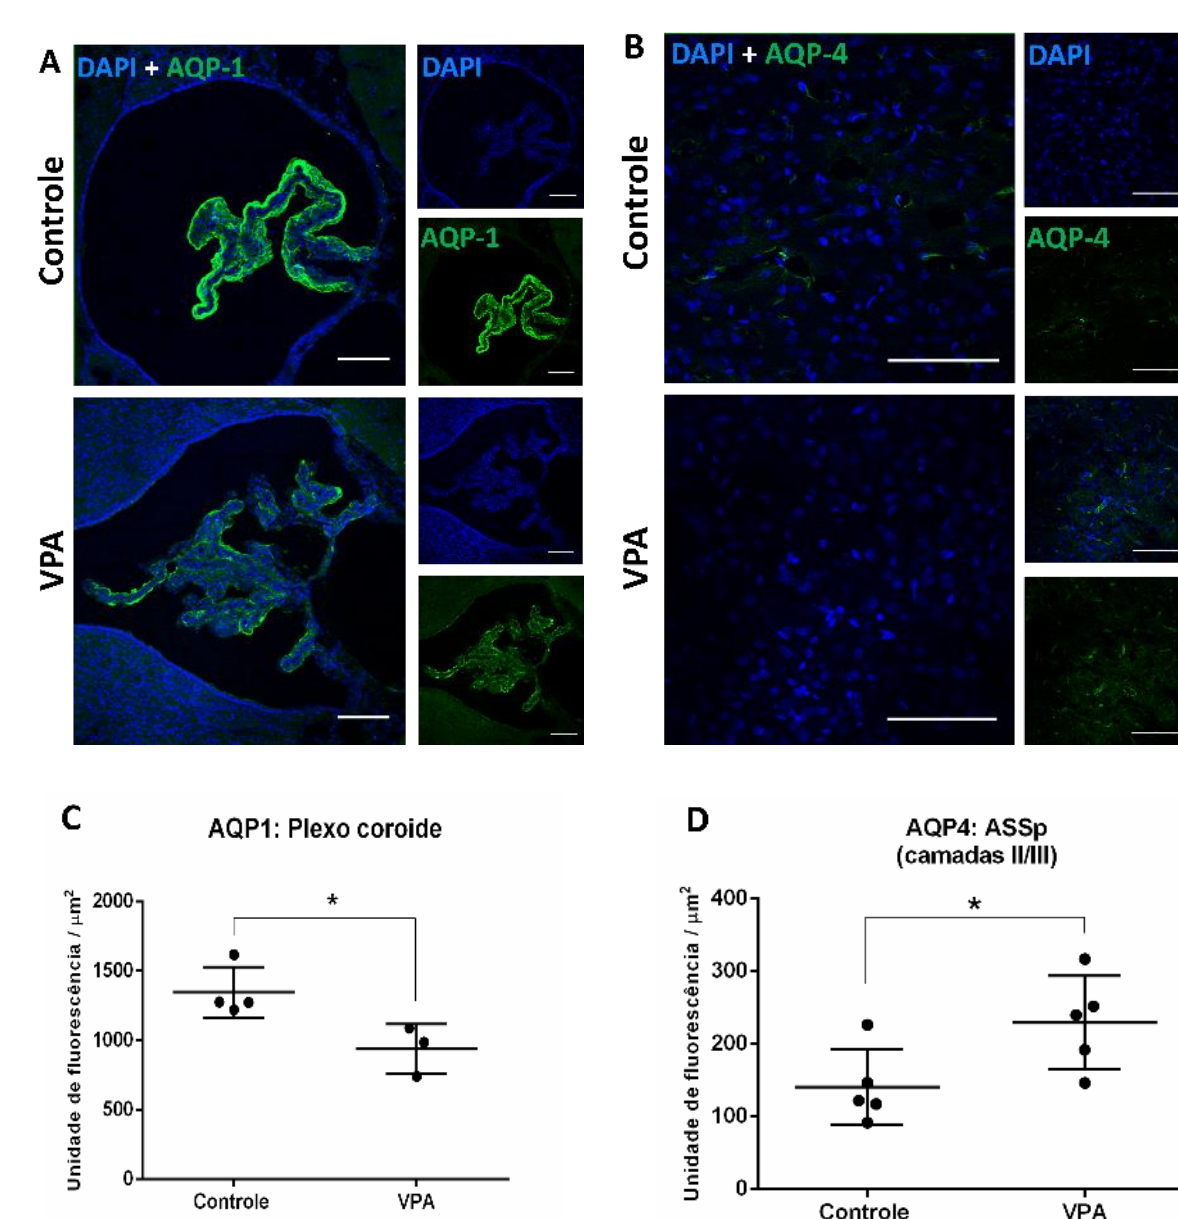 A
DAPI + AQP-1
DAPI
Controle
AQP-1
VPA
B
DAPI + AQP-4
DAPI
Controle
AQP-4
VPA
C
AQP1: Plexo coroide
Unidade de fluorescência / µm²
2000
1500
1000
500
0
*
Controle
VPA
D
AQP4: ASSp
(camadas II/III)
Unidade de fluorescência / µm²
400
300
200
100
0
*
Controle
VPA